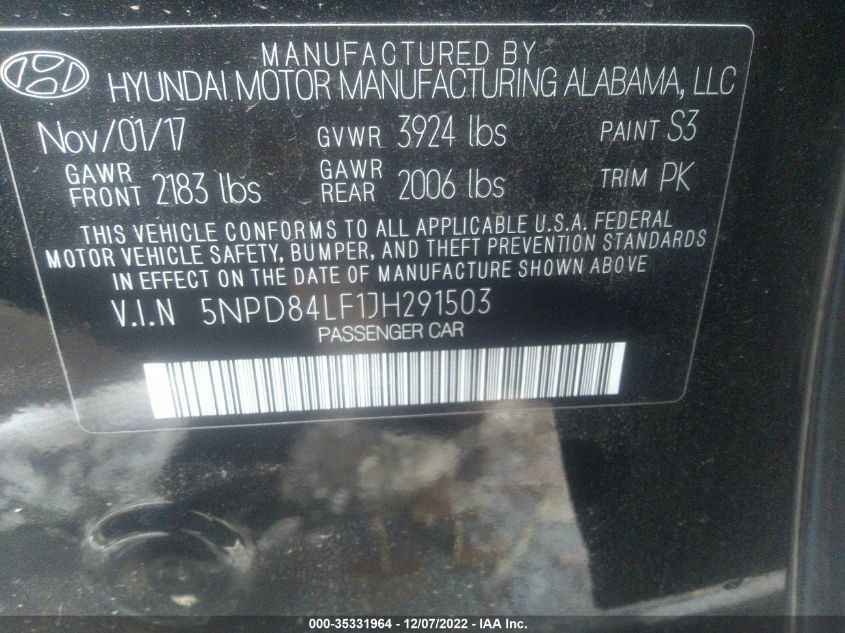 MANUFACTURED BY
HYUNDAI MOTOR MANUFACTURING ALABAMA, LLC
Nov/01/17 GVWR 3924 lbs PAINT S3
GAWR FRONT 2183 lbs GAWR REAR 2006 lbs TRIM PK
THIS VEHICLE CONFORMS TO ALL APPLICABLE U.S.A. FEDERAL
MOTOR VEHICLE SAFETY, BUMPER, AND THEFT PREVENTION STANDARDS
IN EFFECT ON THE DATE OF MANUFACTURE SHOWN ABOVE.
V.I.N 5NPD84LF1JH291503
PASSENGER CAR
000-35331964 - 12/07/2022 - IAA Inc.